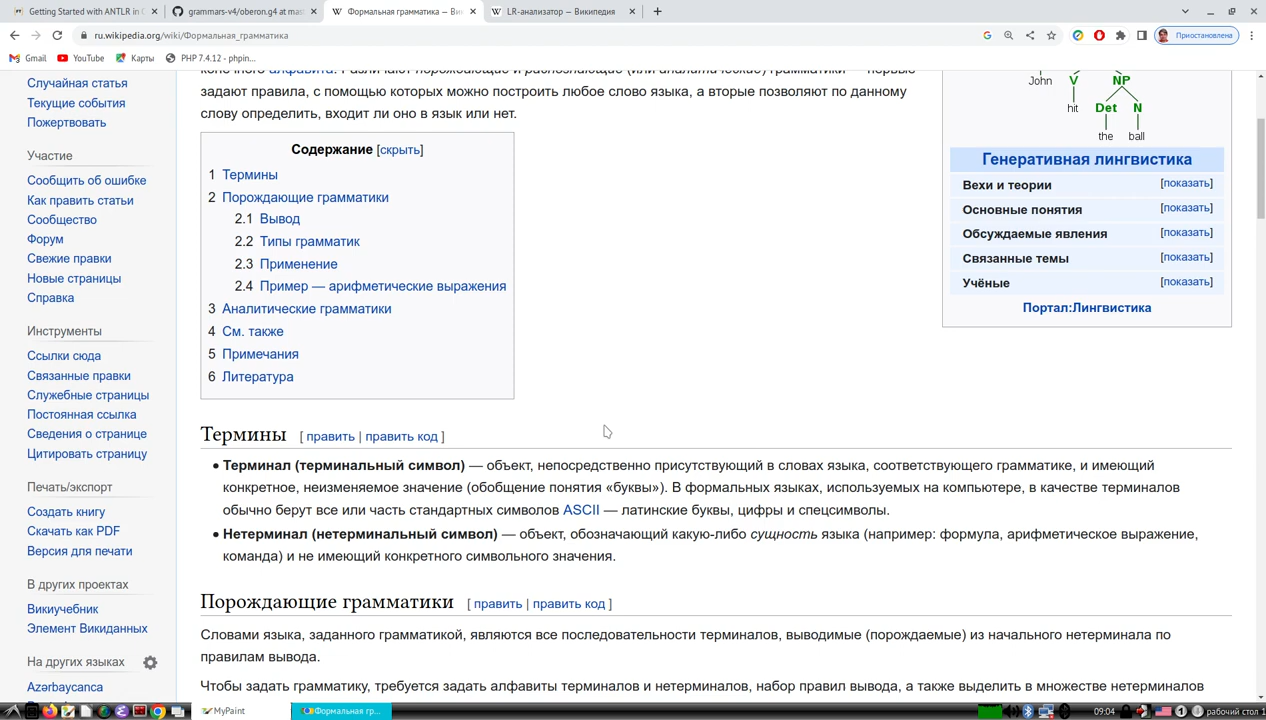 Getting Started with ANTLR in C
grammars-v4/oberon.g4 at mas
Формальная грамматика — Ви
LR-анализатор — Википедия
ru.wikipedia.org/wiki/Формальная_грамматика
Приостановлена
Gmail
YouTube
Карты
PHP 7.4.12 - phpin...
Случайная статья
Текущие события
Пожертвовать
Участие
Сообщить об ошибке
Как править статьи
Сообщество
Форум
Свежие правки
Новые страницы
Справка
Инструменты
Ссылки сюда
Связанные правки
Служебные страницы
Постоянная ссылка
Сведения о странице
Цитировать страницу
Печать/экспорт
Создать книгу
Скачать как PDF
Версия для печати
В других проектах
Викиучебник
Элемент Викиданных
На других языках
Azərbaycanca
задают правила, с помощью которых можно построить любое слово языка, а вторые позволяют по данному
слову определить, входит ли оно в язык или нет.
Содержание [скрыть]
1 Термины
2 Порождающие грамматики
2.1 Вывод
2.2 Типы грамматик
2.3 Применение
2.4 Пример — арифметические выражения
3 Аналитические грамматики
4 См. также
5 Примечания
6 Литература
John V NP
hit Det N
the ball
Генеративная лингвистика
Вехи и теории [показать]
Основные понятия [показать]
Обсуждаемые явления [показать]
Связанные темы [показать]
Учёные [показать]
Портал:Лингвистика
Термины [ править | править код ]
• Терминал (терминальный символ) — объект, непосредственно присутствующий в словах языка, соответствующего грамматике, и имеющий
конкретное, неизменяемое значение (обобщение понятия «буквы»). В формальных языках, используемых на компьютере, в качестве терминалов
обычно берут все или часть стандартных символов ASCII — латинские буквы, цифры и спецсимволы.
• Нетерминал (нетерминальный символ) — объект, обозначающий какую-либо сущность языка (например: формула, арифметическое выражение,
команда) и не имеющий конкретного символьного значения.
Порождающие грамматики [ править | править код ]
Словами языка, заданного грамматикой, являются все последовательности терминалов, выводимые (порождаемые) из начального нетерминала по
правилам вывода.
Чтобы задать грамматику, требуется задать алфавиты терминалов и нетерминалов, набор правил вывода, а также выделить в множестве нетерминалов
MyPaint
Формальная гр...
09:04
рабочий стол 1